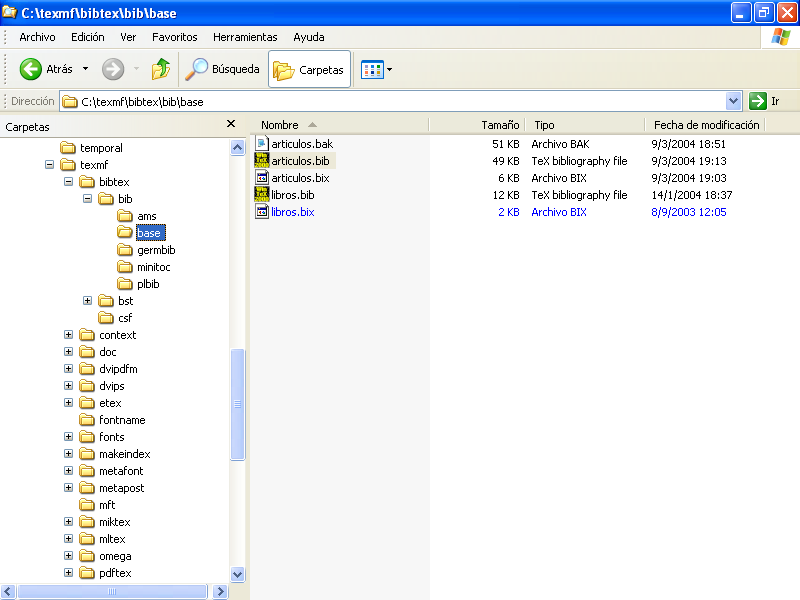 C:\texmf\bibtex\bib\base
Archivo Edición Ver Favoritos Herramientas Ayuda
Atrás Búsqueda Carpetas
Dirección C:\texmf\bibtex\bib\base Ir
Carpetas
temporal
texmf
bibtex
bib
ams
base
germbib
minitoc
plbib
bst
csf
context
doc
dvipdfm
dvips
etex
fontname
fonts
makeindex
metafont
metapost
mft
miktex
mltex
omega
pdftex
Nombre Tamaño Tipo Fecha de modificación
articulos.bak 51 KB Archivo BAK 9/3/2004 18:51
articulos.bib 49 KB TeX bibliography file 9/3/2004 19:13
articulos.bix 6 KB Archivo BIX 9/3/2004 19:03
libros.bib 12 KB TeX bibliography file 14/1/2004 18:37
libros.bix 2 KB Archivo BIX 8/9/2003 12:05